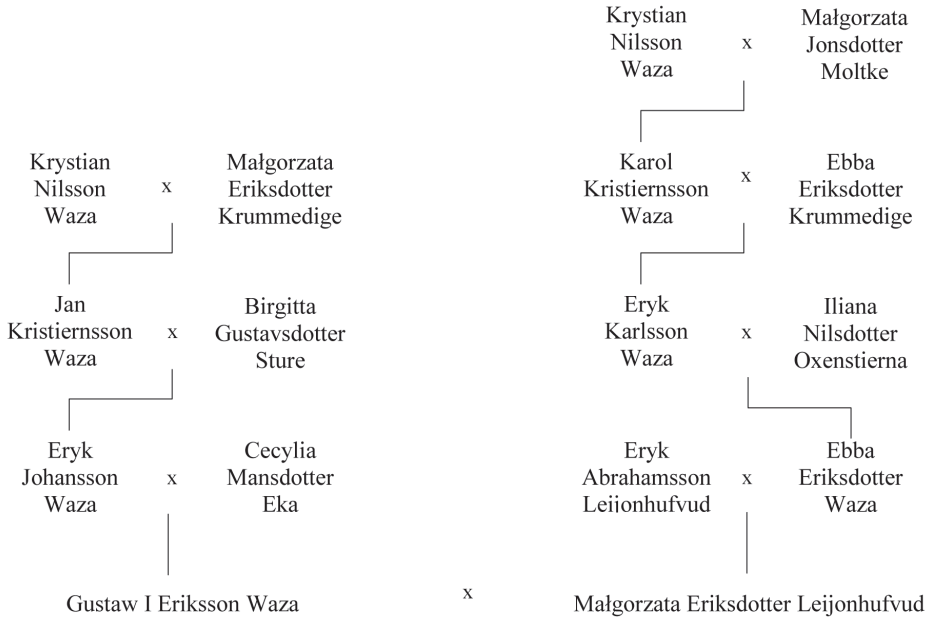 Krystian
Nilsson
Waza
x
Małgorzata
Jonsdotter
Moltke
Krystian
Nilsson
Waza
x
Małgorzata
Eriksdotter
Krummedige
Karol
Kristiernsson
Waza
x
Ebba
Eriksdotter
Krummedige
Jan
Kristiernsson
Waza
x
Birgitta
Gustavsdotter
Sture
Eryk
Karlsson
Waza
x
Iliana
Nilsdotter
Oxenstierna
Eryk
Johansson
Waza
x
Cecylia
Mansdotter
Eka
Eryk
Abrahamsson
Leijonhufvud
x
Ebba
Eriksdotter
Waza
Gustaw I Eriksson Waza
x
Małgorzata Eriksdotter Leijonhufvud